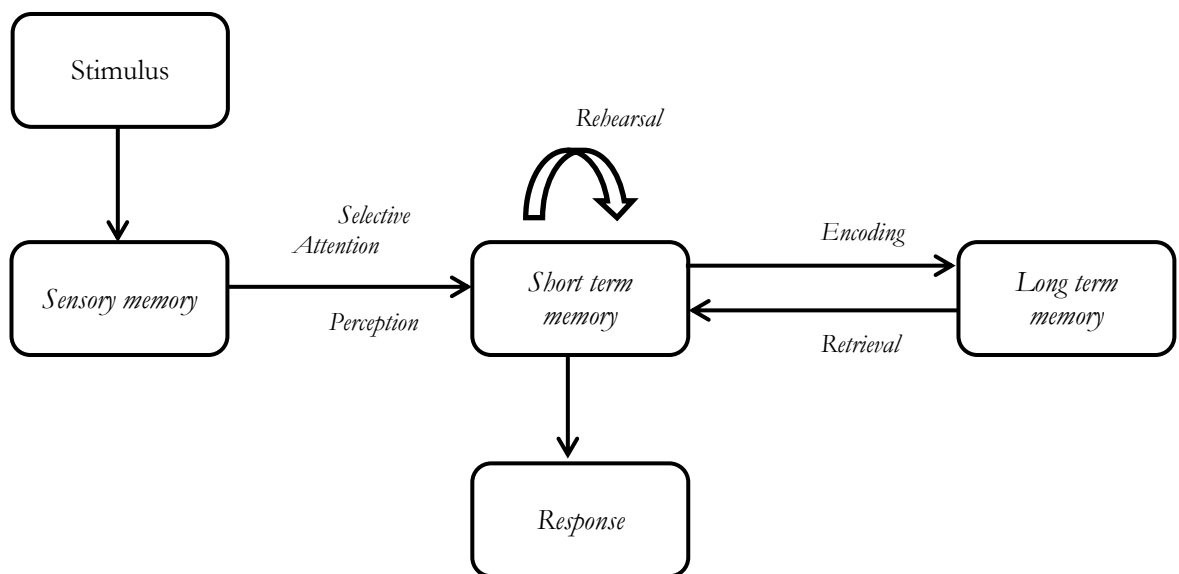 Stimulus
Rehearsal
Selective
Attention
Encoding
Sensory memory
Short term
memory
Long term
memory
Perception
Retrieval
Response